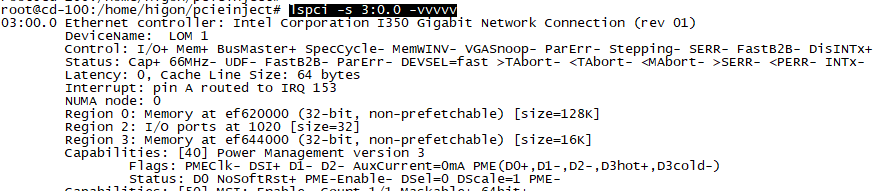 root@cd-100:/home/higon/pcieinject# lspci -s 3:0.0 -vvvvv
03:00.0 Ethernet controller: Intel Corporation I350 Gigabit Network Connection (rev 01)
DeviceName:  LOM 1
Control: I/O+ Mem+ BusMaster+ SpecCycle- MemWINV- VGASnoop- ParErr- Stepping- SERR- FastB2B- DisINTx+
Status: Cap+ 66MHz- UDF- FastB2B- ParErr- DEVSEL=fast >TAbort- <TAbort- <MAbort- >SERR- <PERR- INTx-
Latency: 0, Cache Line Size: 64 bytes
Interrupt: pin A routed to IRQ 153
NUMA node: 0
Region 0: Memory at ef620000 (32-bit, non-prefetchable) [size=128K]
Region 2: I/O ports at 1020 [size=32]
Region 3: Memory at ef644000 (32-bit, non-prefetchable) [size=16K]
Capabilities: [40] Power Management version 3
Flags: PMEClk- DSI+ D1- D2- AuxCurrent=0mA PME(D0+,D1-,D2-,D3hot+,D3cold-)
Status: D0 NoSoftRst+ PME-Enable- DSel=0 DScale=1 PME-
Capabilities: [50] MSI: Enable- Count=1/1 Maskable+ 64bit+